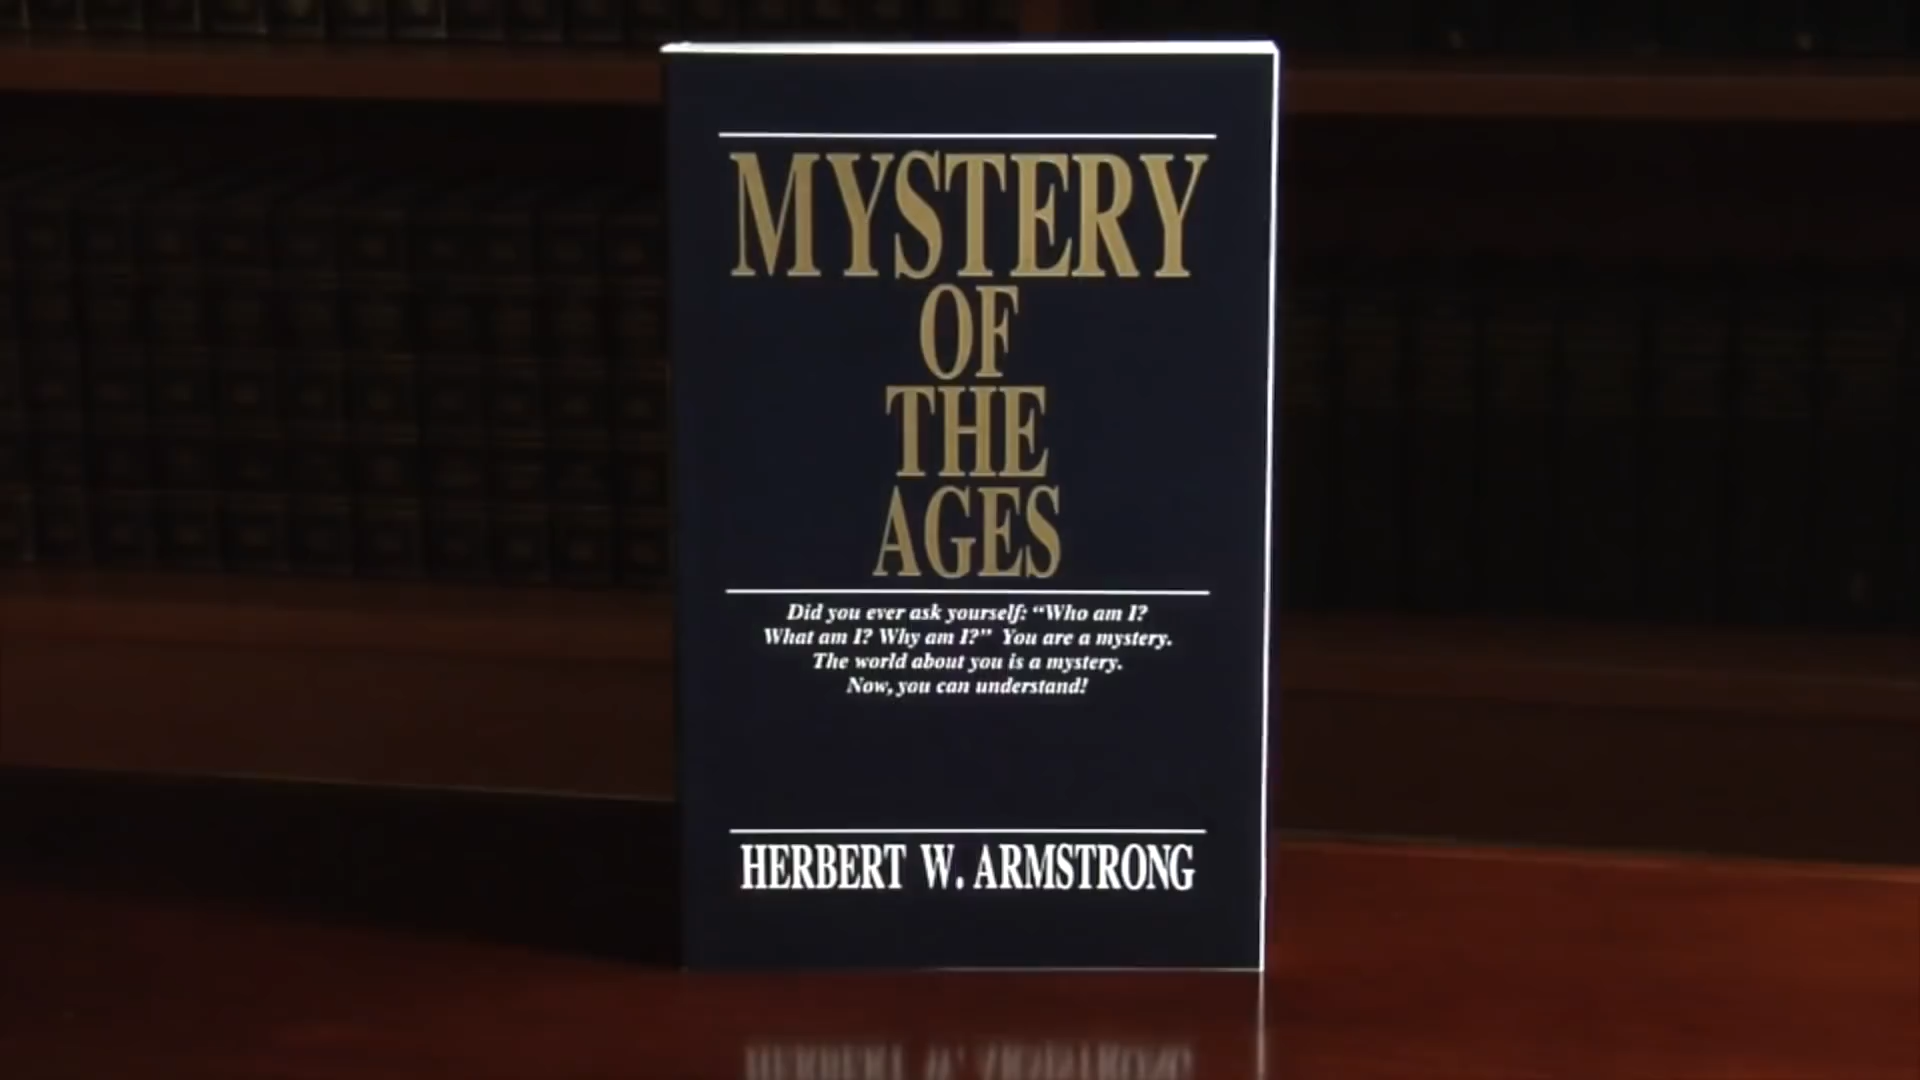 MYSTERY
OF
THE
AGES
Did you ever ask yourself: “Who am I?
What am I? Why am I?” You are a mystery.
The world about you is a mystery.
Now, you can understand!
HERBERT W. ARMSTRONG